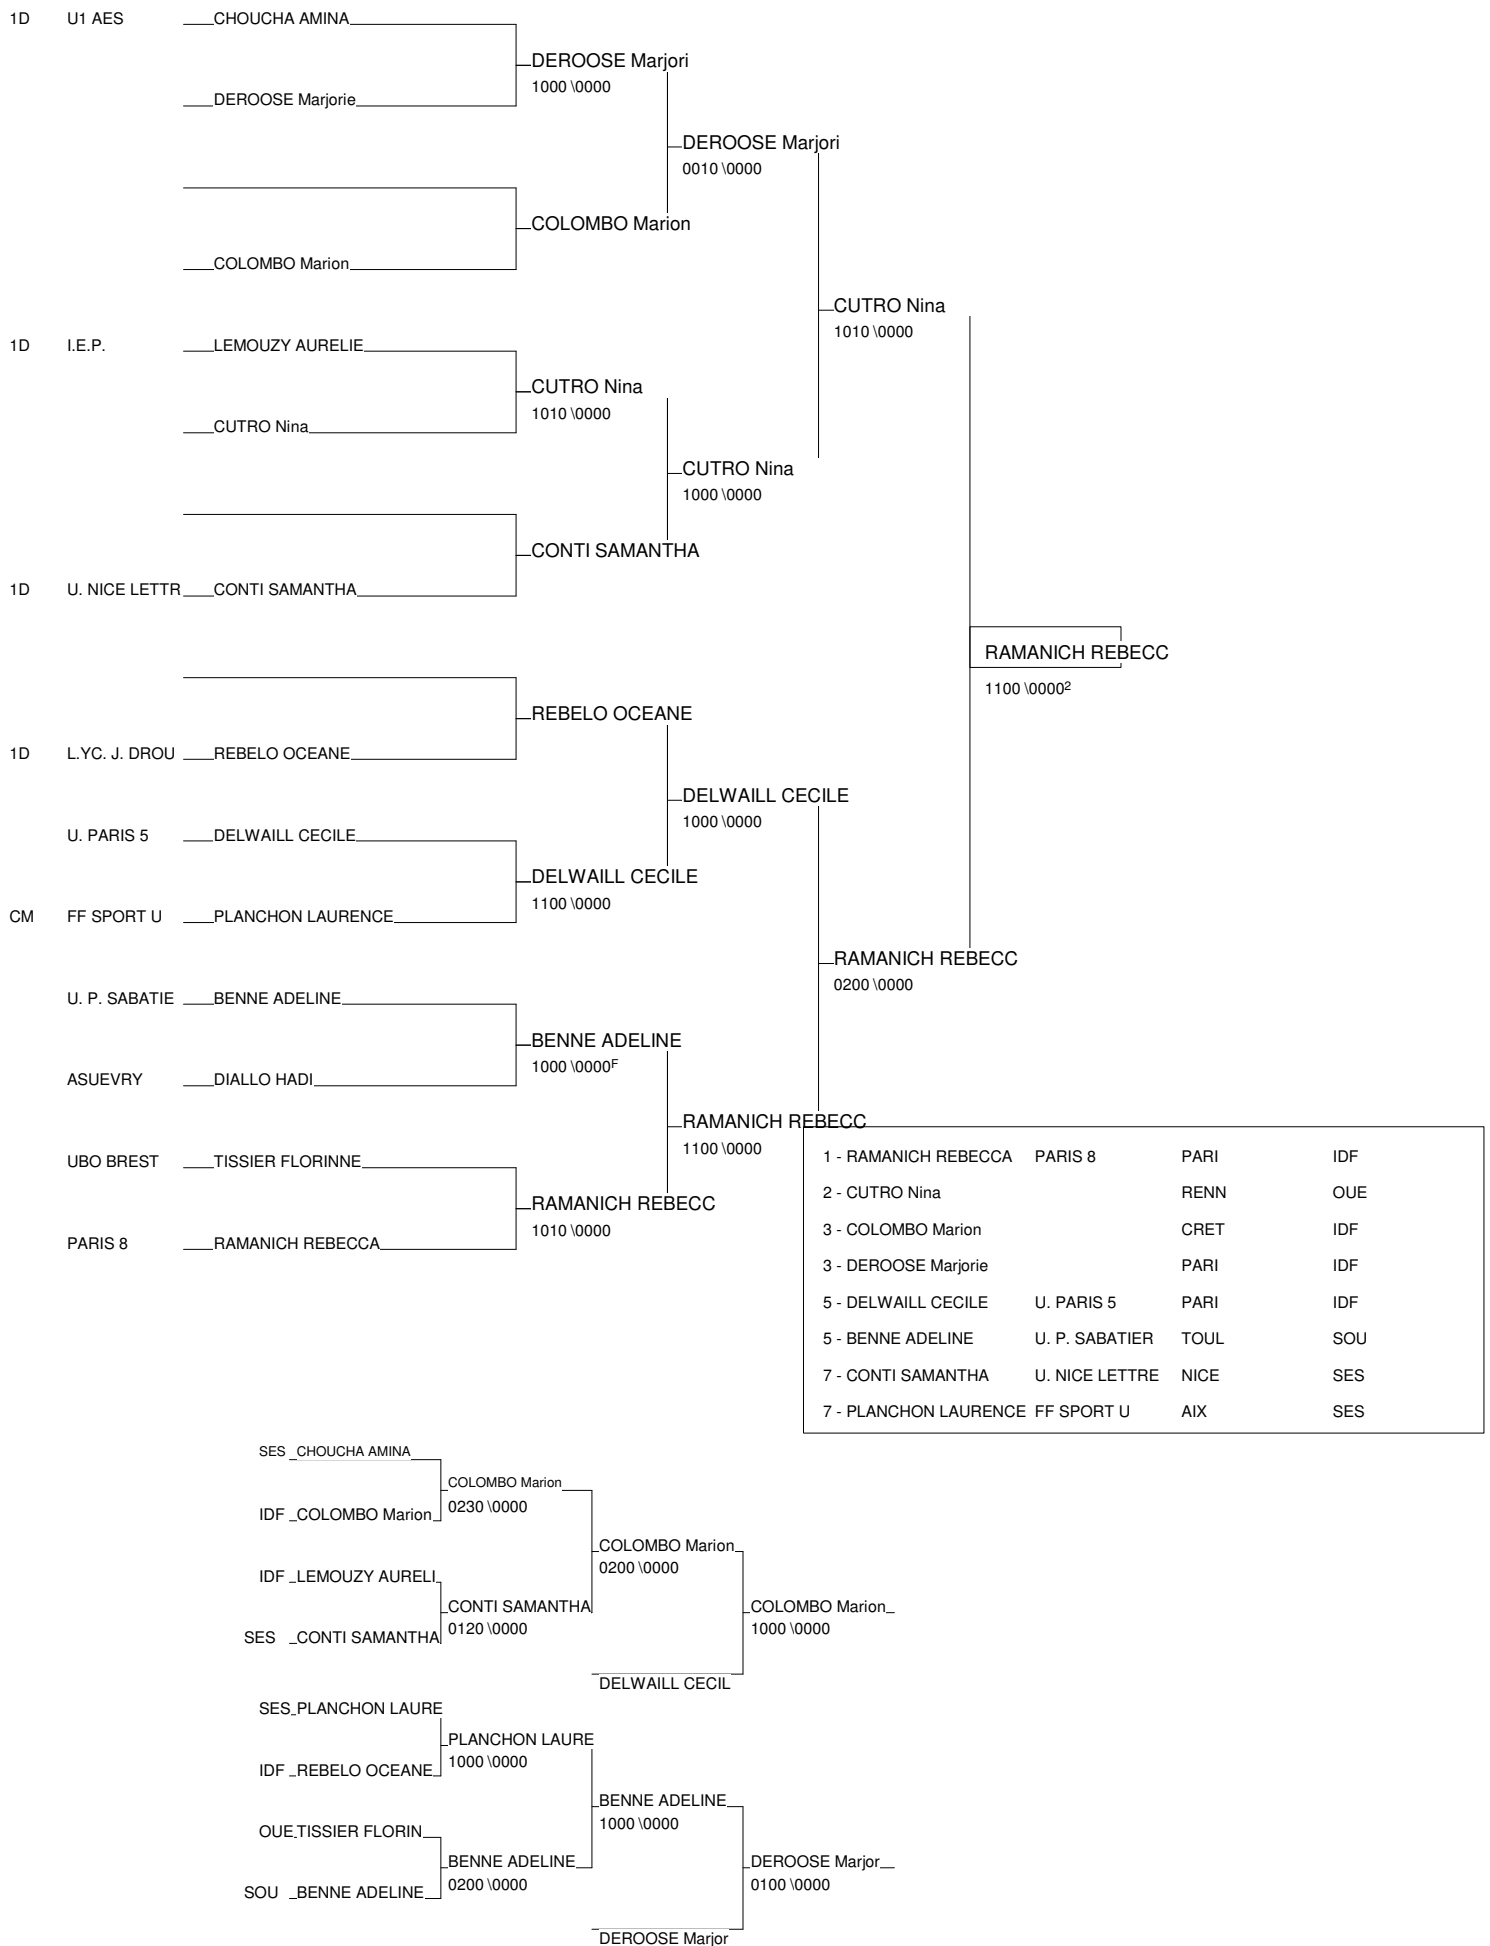 1D U1 AES CHOUCHA AMINA
DEROOSE Marjori
1000 \0000
DEROOSE Marjorie
DEROOSE Marjori
0010 \0000
COLOMBO Marion
COLOMBO Marion
CUTRO Nina
1010 \0000
1D I.E.P. LEMOUZY AURELIE
CUTRO Nina
1010 \0000
CUTRO Nina
CUTRO Nina
1000 \0000
CONTI SAMANTHA
1D U. NICE LETTR CONTI SAMANTHA
RAMANICH REBECC
1100 \0000²
REBELO OCEANE
1D L.YC. J. DROU REBELO OCEANE
DELWAILL CECILE
1000 \0000
U. PARIS 5 DELWAILL CECILE
DELWAILL CECILE
1100 \0000
CM FF SPORT U PLANCHON LAURENCE
RAMANICH REBECC
0200 \0000
U. P. SABATIE BENNE ADELINE
BENNE ADELINE
1000 \0000F
ASUEVRY DIALLO HADI
RAMANICH REBECC
1100 \0000
UBO BREST TISSIER FLORINNE
RAMANICH REBECC
1010 \0000
PARIS 8 RAMANICH REBECCA
1 - RAMANICH REBECCA PARIS 8 PARI IDF
2 - CUTRO Nina RENN OUE
3 - COLOMBO Marion CRET IDF
3 - DEROOSE Marjorie PARI IDF
5 - DELWAILL CECILE U. PARIS 5 PARI IDF
5 - BENNE ADELINE U. P. SABATIER TOUL SOU
7 - CONTI SAMANTHA U. NICE LETTRE NICE SES
7 - PLANCHON LAURENCE FF SPORT U AIX SES
SES CHOUCHA AMINA
COLOMBO Marion
0230 \0000
IDF COLOMBO Marion
COLOMBO Marion
0200 \0000
IDF LEMOUZY AURELI
CONTI SAMANTHA
0120 \0000
COLOMBO Marion
1000 \0000
SES CONTI SAMANTHA
DELWAILL CECIL
SES PLANCHON LAURE
PLANCHON LAURE
1000 \0000
IDF REBELO OCEANE
BENNE ADELINE
1000 \0000
OUE TISSIER FLORIN
BENNE ADELINE
0200 \0000
DEROOSE Marjor
0100 \0000
SOU BENNE ADELINE
DEROOSE Marjor